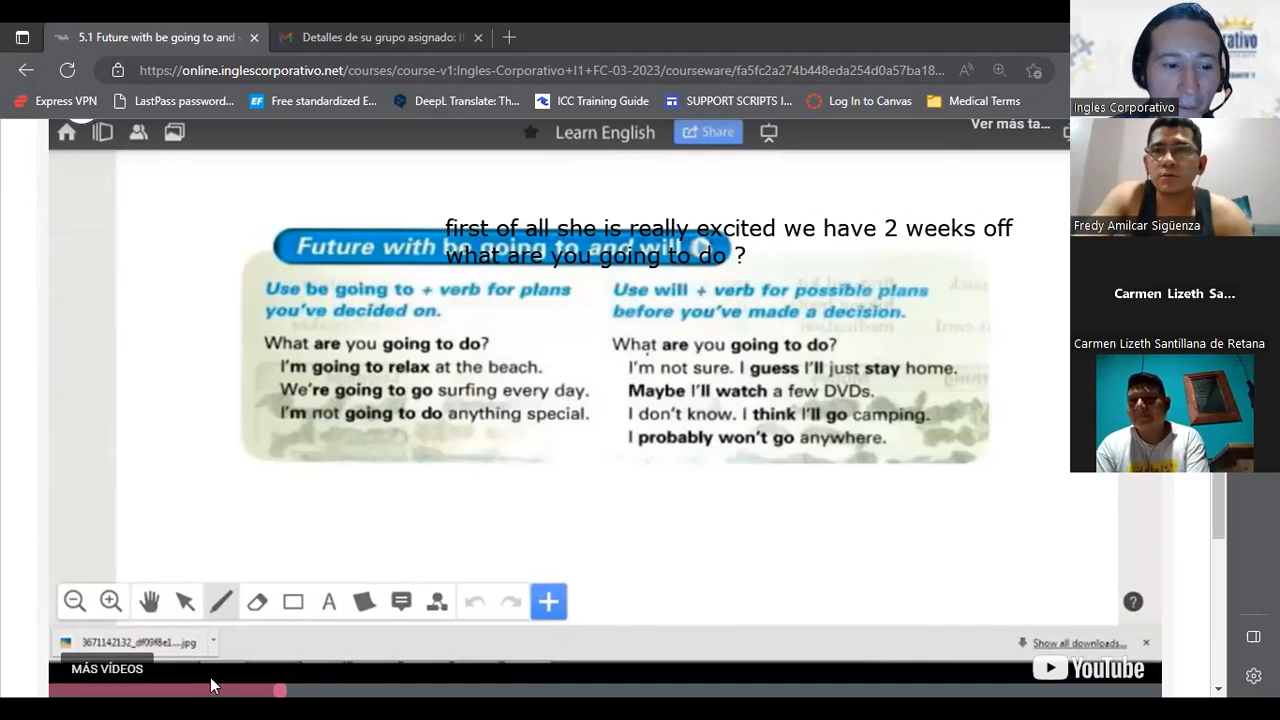 5.1 Future with be going to and
Detalles de su grupo asignado: I
https://online.inglescorporativo.net/courses/course-v1:Ingles-Corporativo+I1+FC-03-2023/courseware/fa5fc2a274b448eda254d0a57ba18...
Express VPN
LastPass password...
Free standardized E...
DeepL Translate: Th...
ICC Training Guide
SUPPORT SCRIPTS I...
Log In to Canvas
Medical Terms
Ingles Corporativo
Learn English
Share
Ver más ta...
Fredy Amilcar Sigüenza
Carmen Lizeth Sa...
Carmen Lizeth Santillana de Retana
first of all she is really excited we have 2 weeks off
what are you going to do ?
Future with be going to and will
Use be going to + verb for plans
you've decided on.
What are you going to do?
I'm going to relax at the beach.
We're going to go surfing every day.
I'm not going to do anything special.
Use will + verb for possible plans
before you've made a decision.
What are you going to do?
I'm not sure. I guess I'll just stay home.
Maybe I'll watch a few DVDs.
I don't know. I think I'll go camping.
I probably won't go anywhere.
3671142132_df09f8e1....jpg
Show all downloads...
MÁS VÍDEOS
YouTube